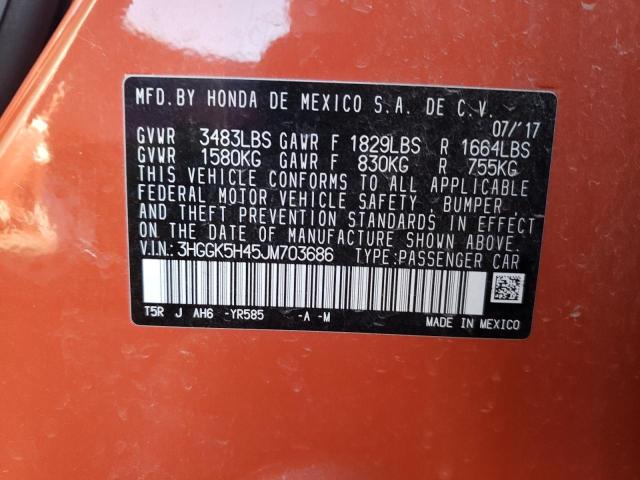 MFD.BY HONDA DE MEXICO S.A. DE C.V.
07/'17
GVWR 3483LBS GAWR F 1829LBS R 1664LBS
GVWR 1580KG GAWR F 830KG R 755KG
THIS VEHICLE CONFORMS TO ALL APPLICABLE
FEDERAL MOTOR VEHICLE SAFETY, BUMPER,
AND THEFT PREVENTION STANDARDS IN EFFECT
ON THE DATE OF MANUFACTURE SHOWN ABOVE.
V.I.N.: 3HGGK5H45JM703686 TYPE:PASSENGER CAR
T5R J AH6 -YR585 -A -M
MADE IN MEXICO